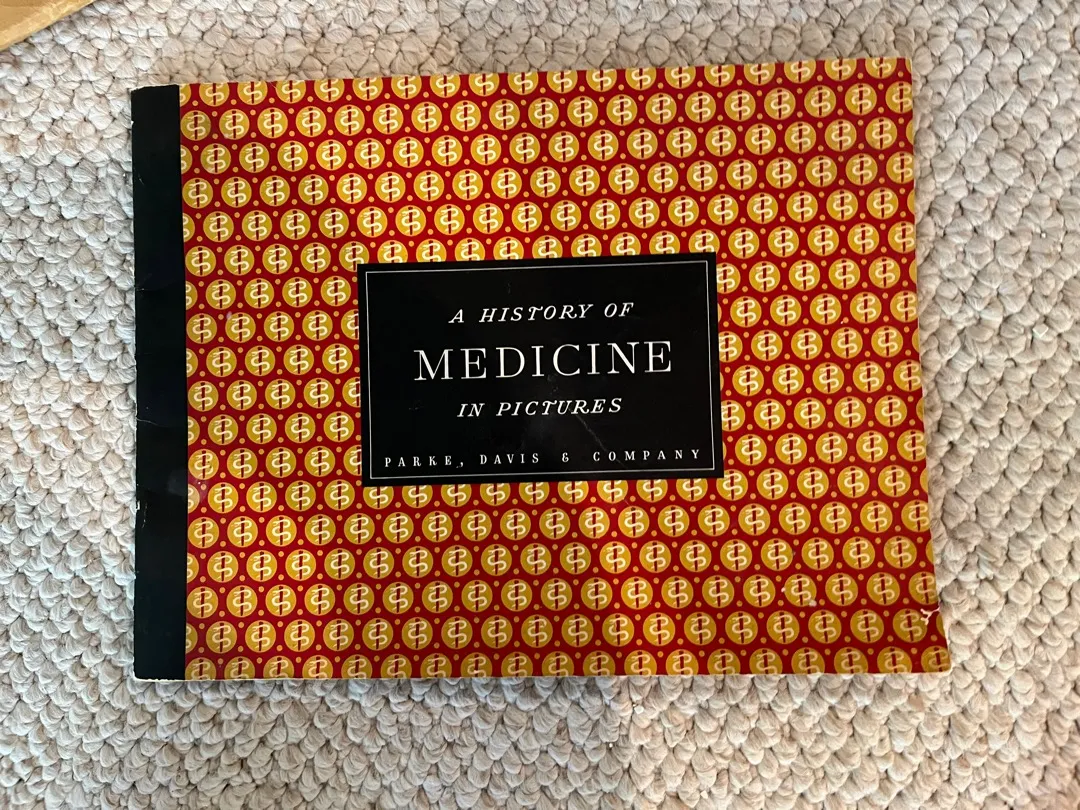 A HISTORY OF
MEDICINE
IN PICTURES
PARKE, DAVIS & COMPANY